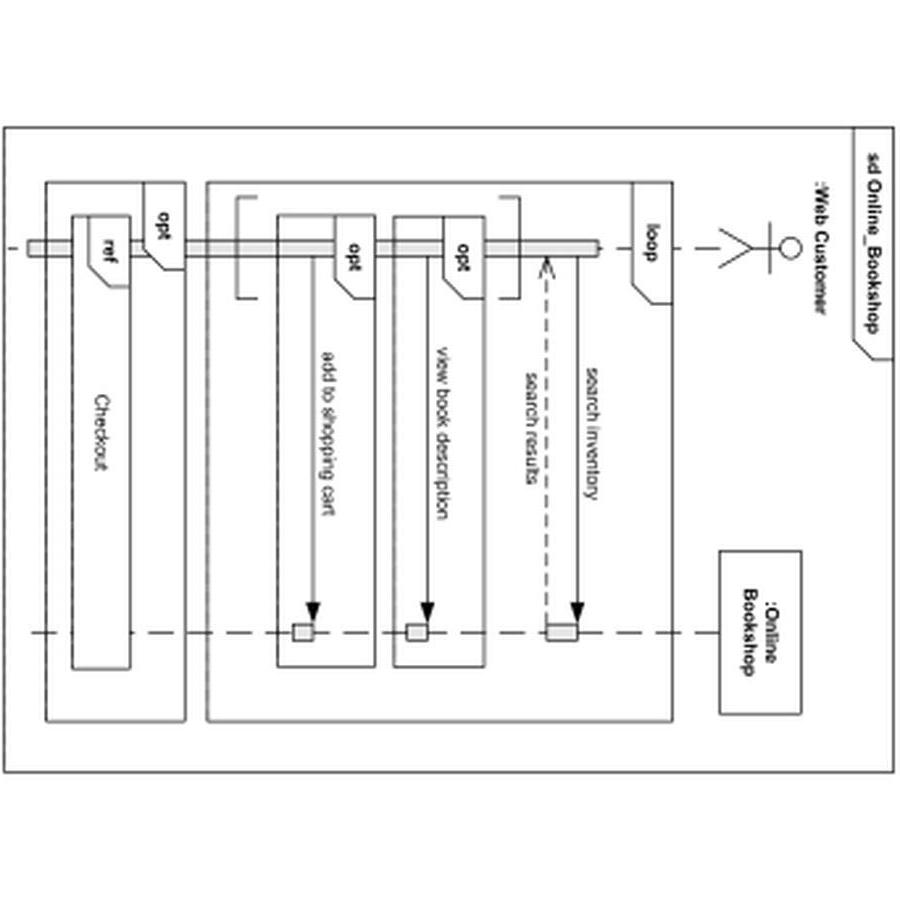 sd Online_Bookshop
:Web Customer
:Online
Bookshop
loop
search inventory
search results
opt
view book description
opt
add to shopping cart
opt
ref
Checkout